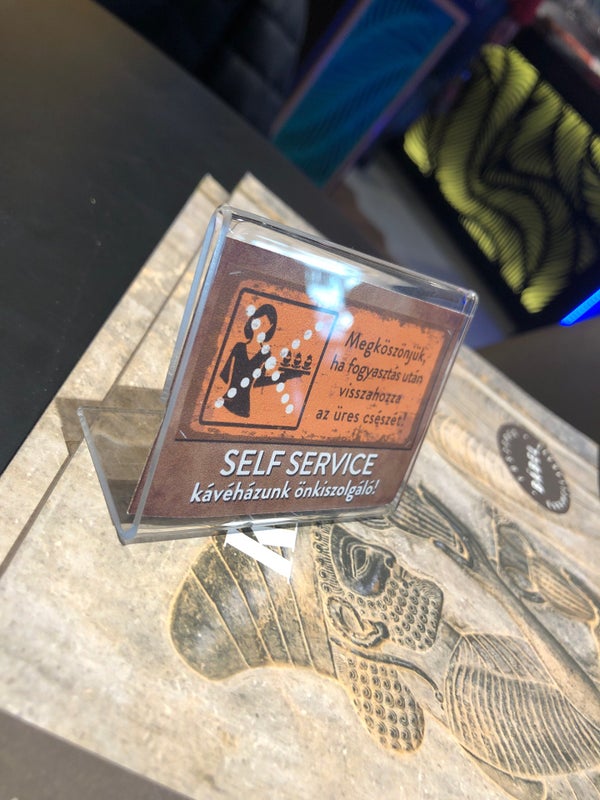 Megköszönjük,
ha fogyasztás után
visszahozza
az üres csészét!
SELF SERVICE
kávéházunk önkiszolgáló!